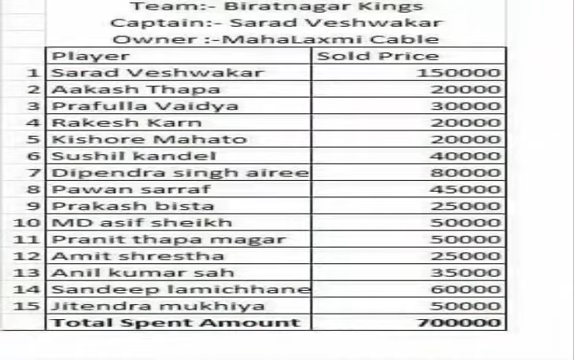 Team:- Biratnagar Kings
Captain:- Sarad Veshwakar
Owner :-MahaLaxmi Cable
Player Sold Price
1 Sarad Veshwakar 150000
2 Aakash Thapa 20000
3 Prafulla Vaidya 30000
4 Rakesh Karn 20000
5 Kishore Mahato 20000
6 Sushil kandel 40000
7 Dipendra singh airee 80000
8 Pawan sarraf 45000
9 Prakash bista 25000
10 MD asif sheikh 50000
11 Pranit thapa magar 50000
12 Amit shrestha 25000
13 Anil kumar sah 35000
14 Sandeep lamichhane 60000
15 Jitendra mukhiya 50000
Total Spent Amount 700000